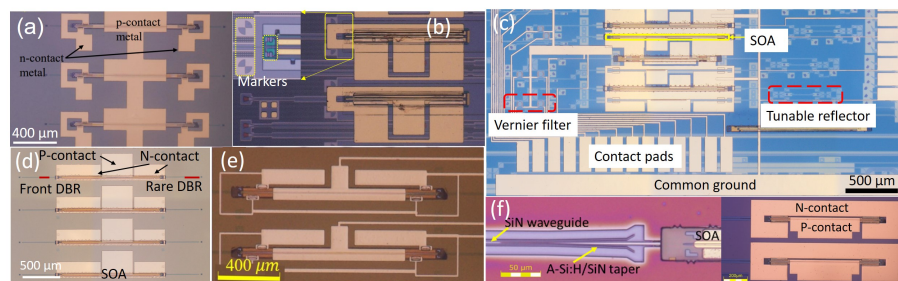 (a)
p-contact
metal
n-contact
metal
400 µm
(b)
Markers
(c)
SOA
Vernier filter
Tunable reflector
Contact pads
Common ground
500 µm
(d)
P-contact
N-contact
Front DBR
Rare DBR
SOA
500 µm
(e)
400 µm
(f)
SiN waveguide
SOA
A-Si:H/SiN taper
50 µm
N-contact
P-contact